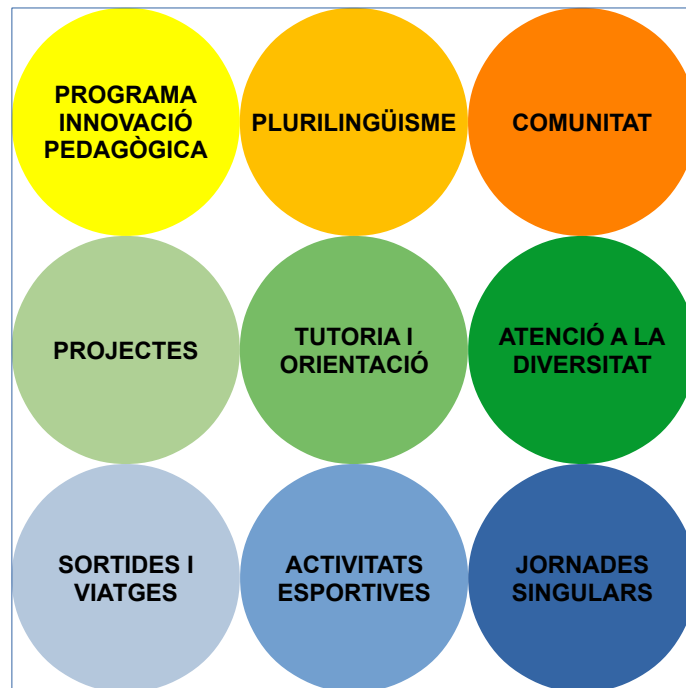 PROGRAMA
INNOVACIÓ
PEDAGÒGICA
PLURILINGÜISME
COMUNITAT
PROJECTES
TUTORIA I
ORIENTACIÓ
ATENCIÓ A LA
DIVERSITAT
SORTIDES I
VIATGES
ACTIVITATS
ESPORTIVES
JORNADES
SINGULARS